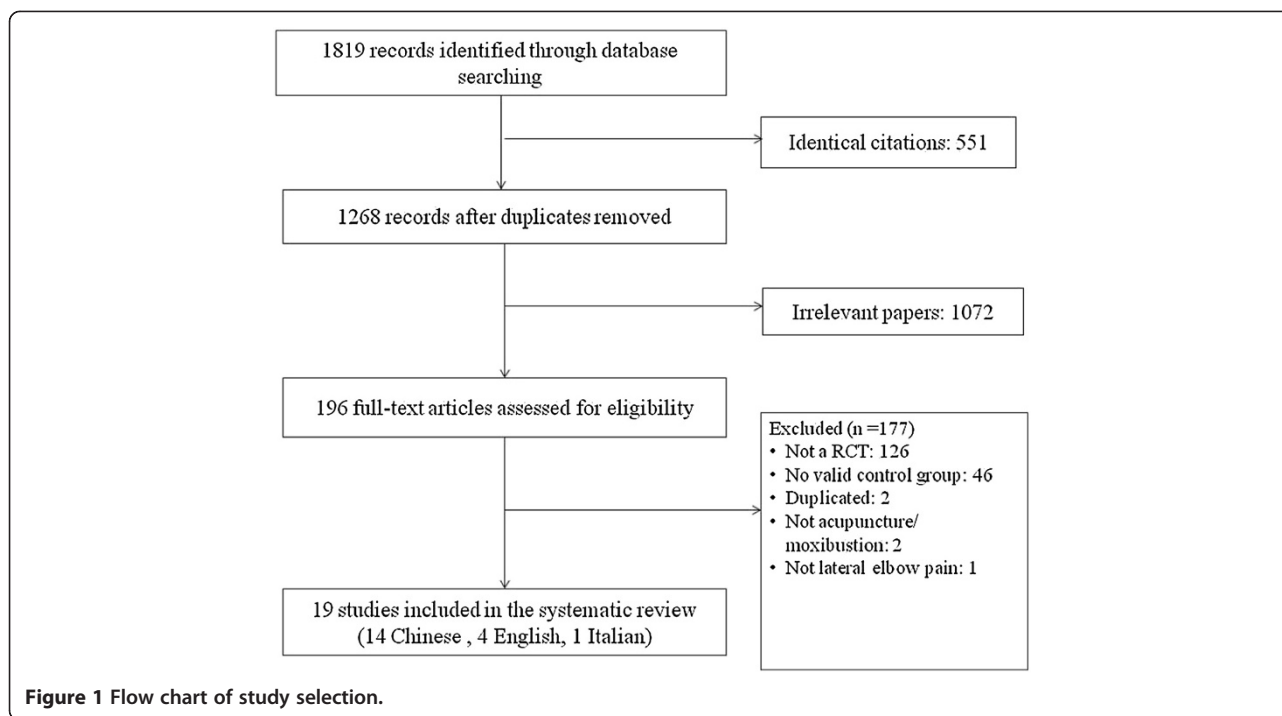 1819 records identified through database
searching
Identical citations: 551
1268 records after duplicates removed
Irrelevant papers: 1072
196 full-text articles assessed for eligibility
Excluded (n =177)
• Not a RCT: 126
• No valid control group: 46
• Duplicated: 2
• Not acupuncture/
moxibustion: 2
• Not lateral elbow pain: 1
19 studies included in the systematic review
(14 Chinese , 4 English, 1 Italian)
Figure 1 Flow chart of study selection.